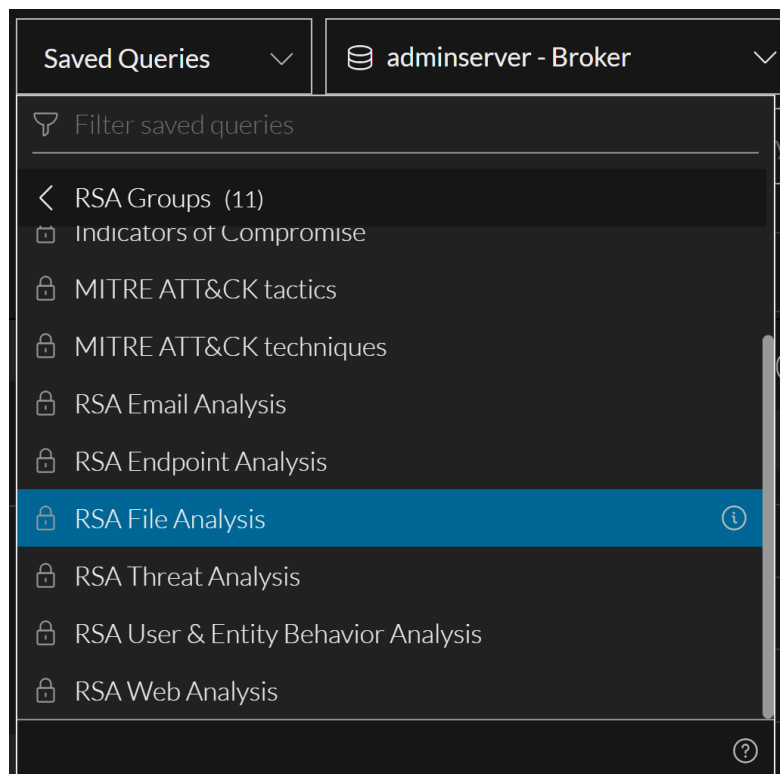 Saved Queries
adminserver - Broker
Filter saved queries
RSA Groups (11)
Indicators of Compromise
MITRE ATT&CK tactics
MITRE ATT&CK techniques
RSA Email Analysis
RSA Endpoint Analysis
RSA File Analysis
RSA Threat Analysis
RSA User & Entity Behavior Analysis
RSA Web Analysis